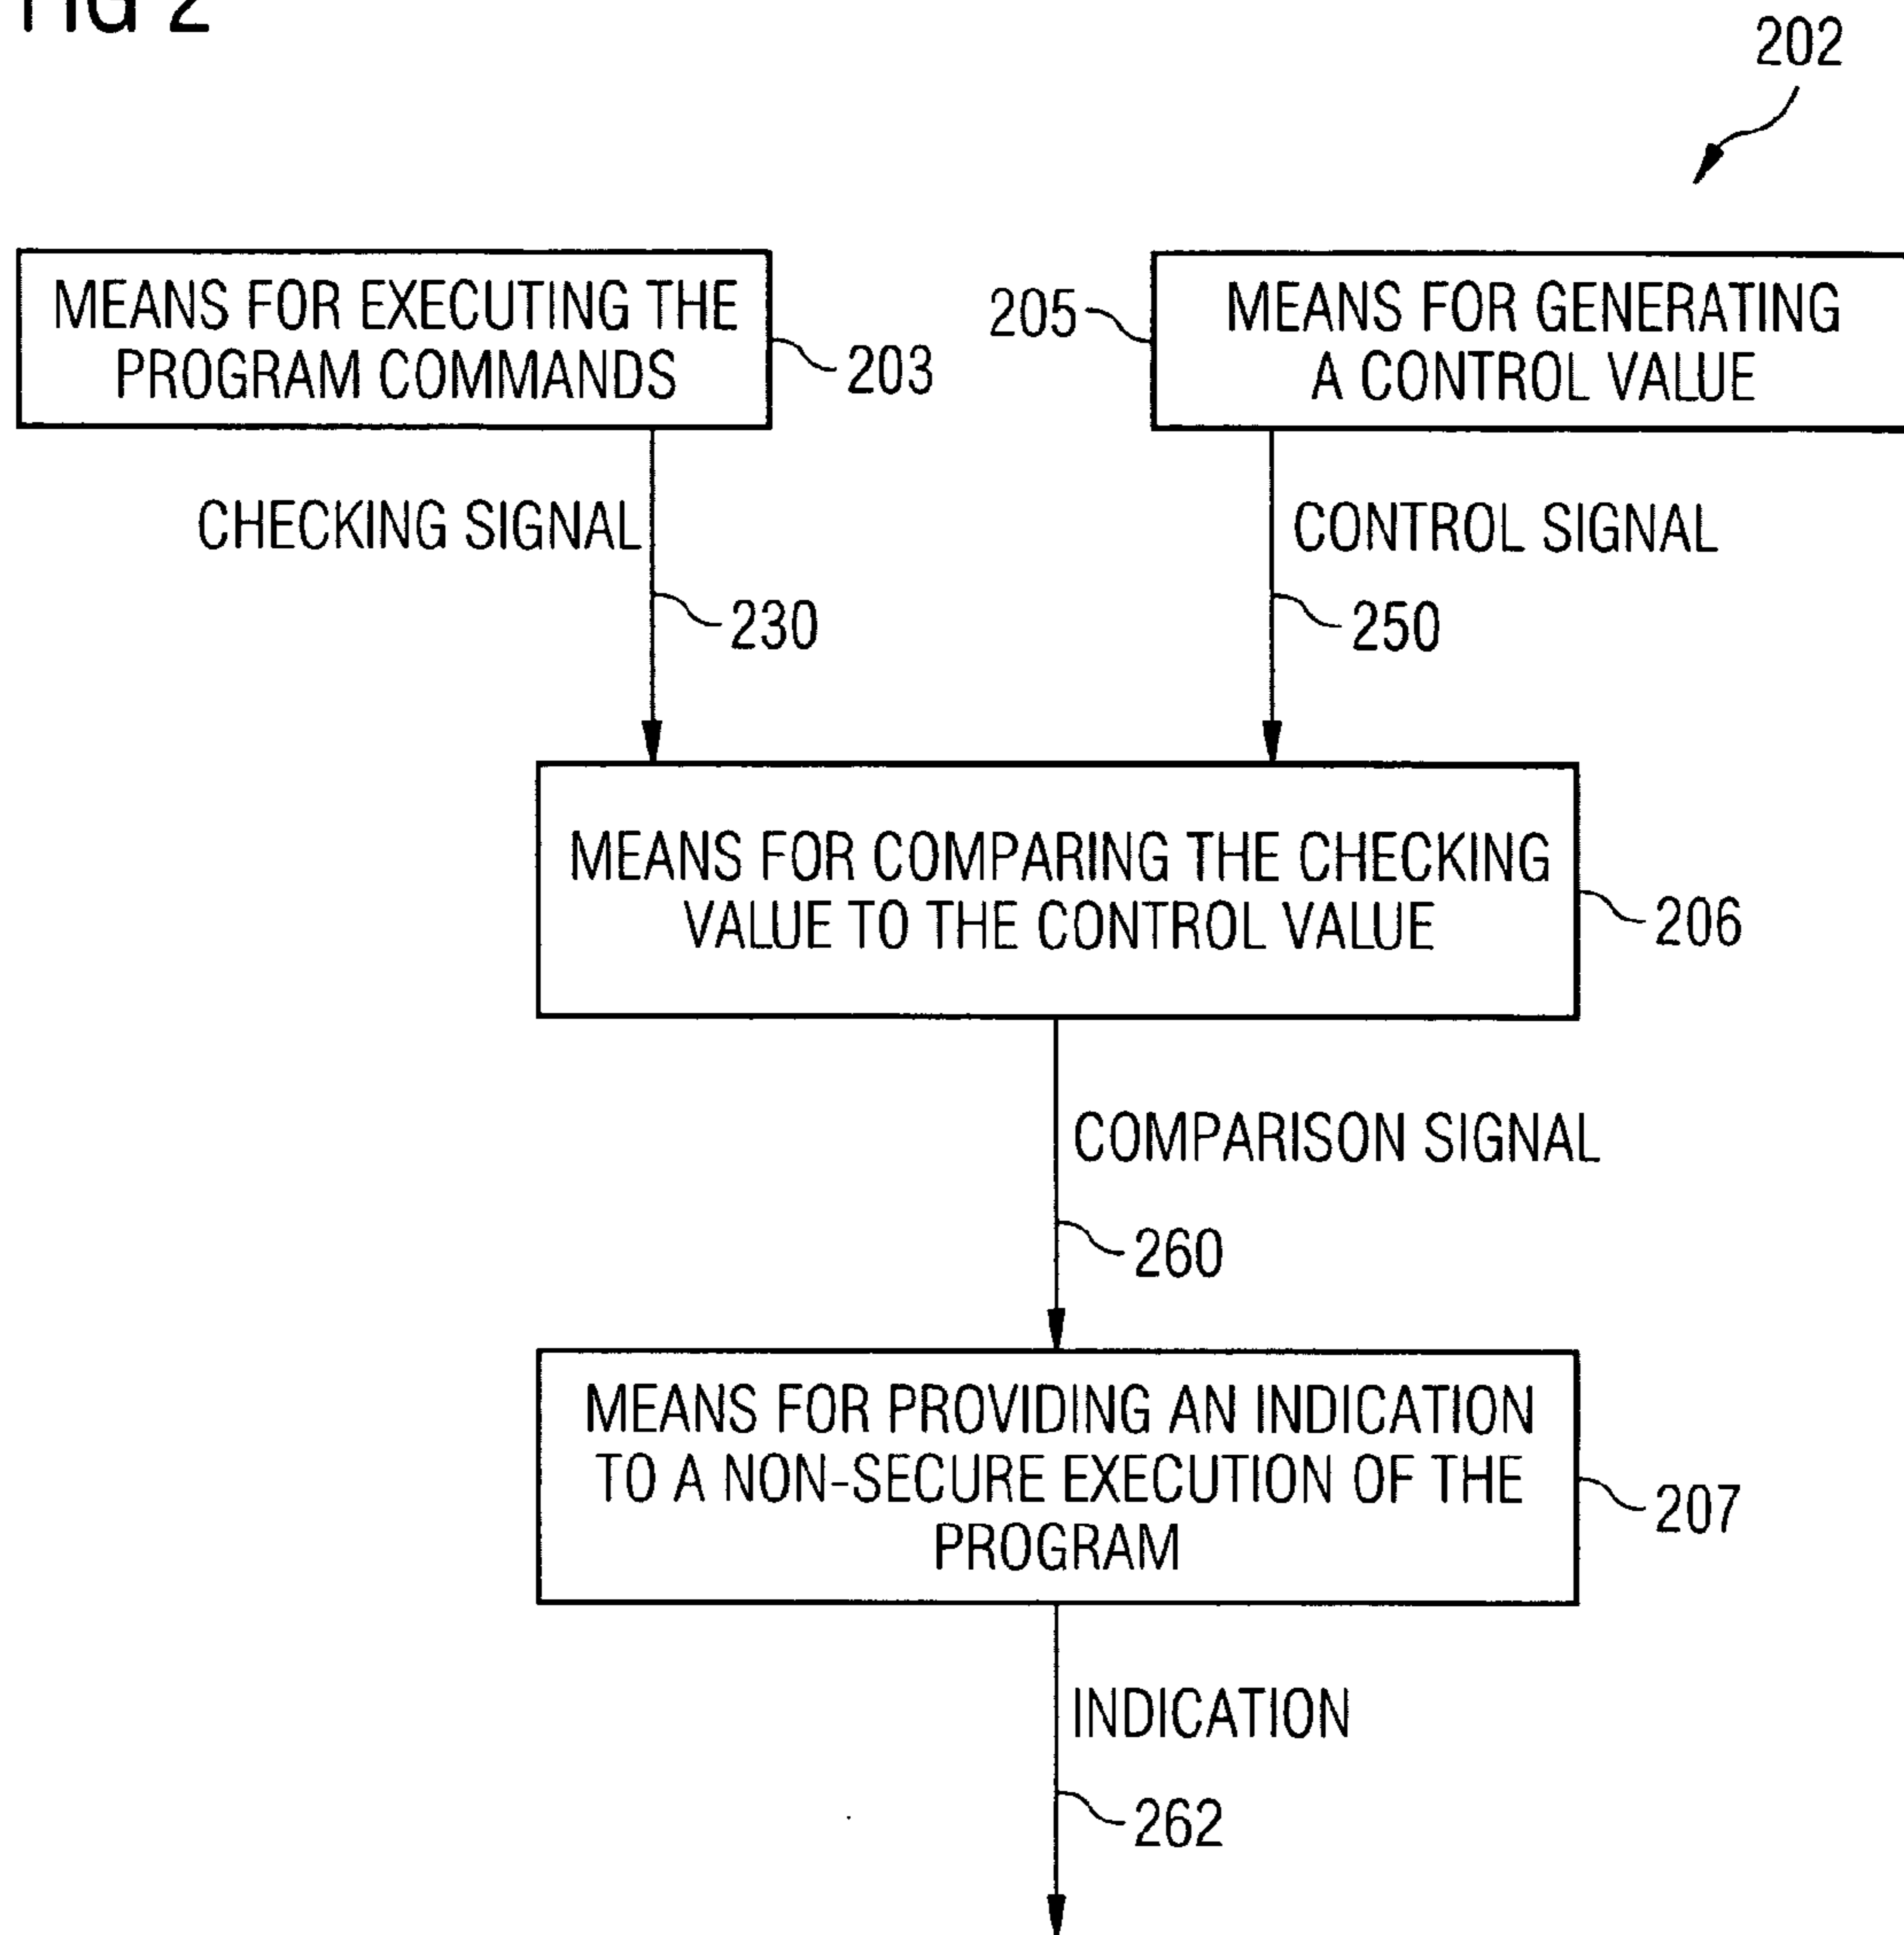 FIG 2
202
MEANS FOR EXECUTING THE
PROGRAM COMMANDS
203
205
MEANS FOR GENERATING
A CONTROL VALUE
CHECKING SIGNAL
230
CONTROL SIGNAL
250
MEANS FOR COMPARING THE CHECKING
VALUE TO THE CONTROL VALUE
206
COMPARISON SIGNAL
260
MEANS FOR PROVIDING AN INDICATION
TO A NON-SECURE EXECUTION OF THE
PROGRAM
207
INDICATION
262